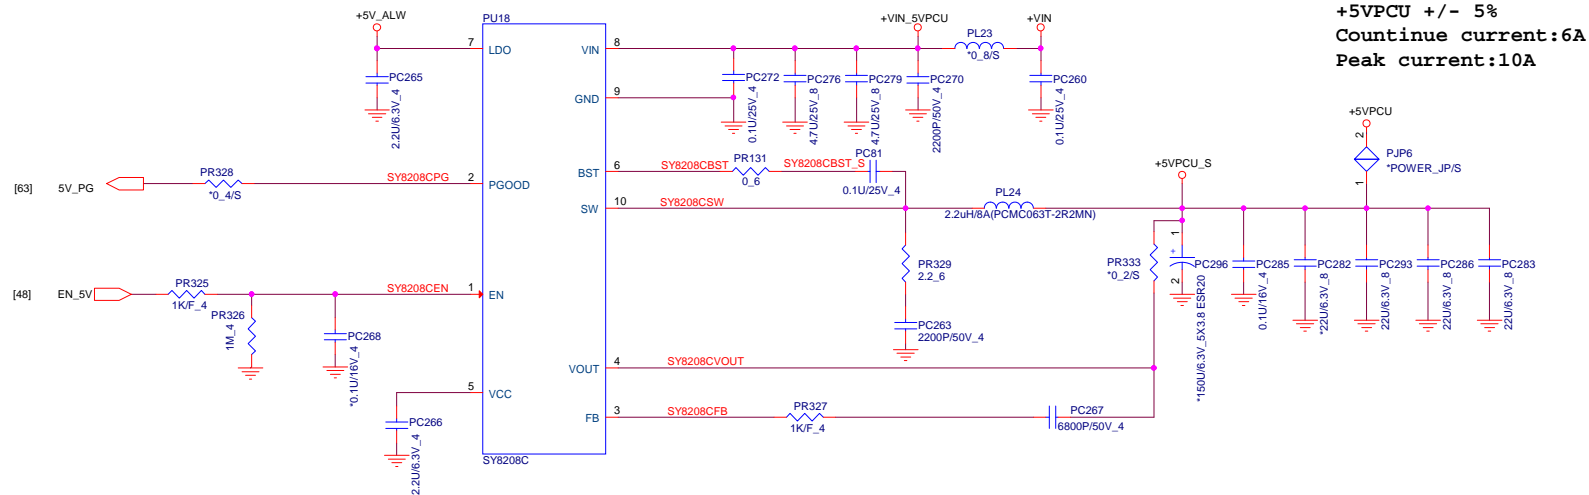 +5VPCU +/- 5%
Countinue current:6A
Peak current:10A
+5V_ALW
PU18
+VIN_5VPCU
+VIN
PL23
*0_8/S
7
LDO
VIN
8
PC265
2.2U/6.3V_4
PC272
0.1U/25V_4
PC276
4.7U/25V_8
PC279
4.7U/25V_8
PC270
2200P/50V_4
PC260
0.1U/25V_4
GND
9
+5VPCU
2
PJP6
*POWER_JP/S
1
[63]
5V_PG
PR328
*0_4/S
SY8208CPG
2
PGOOD
BST
6
SY8208CBST
PR131
0_6
SY8208CBST_S
PC81
0.1U/25V_4
+5VPCU_S
SW
10
SY8208CSW
PL24
2.2uH/8A(PCMC063T-2R2MN)
PR329
2.2_6
PC263
2200P/50V_4
PR333
*0_2/S
1
+
2
PC296
*150U/6.3V_5X3.8 ESR20
PC285
0.1U/16V_4
PC282
*22U/6.3V_8
PC293
22U/6.3V_8
PC286
22U/6.3V_8
PC283
22U/6.3V_8
[48]
EN_5V
PR325
1K/F_4
SY8208CEN
1
EN
PR326
1M_4
PC268
*0.1U/16V_4
VOUT
4
SY8208CVOUT
5
VCC
PC266
2.2U/6.3V_4
FB
3
SY8208CFB
PR327
1K/F_4
PC267
6800P/50V_4
SY8208C